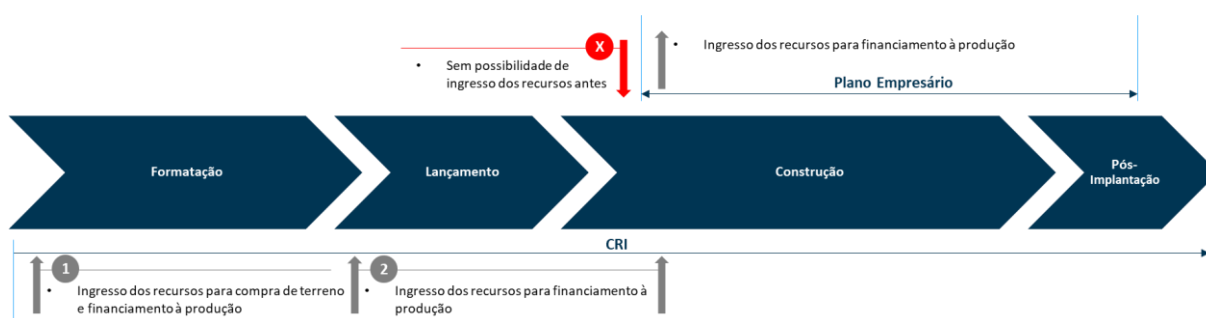 X
• Sem possibilidade de
ingresso dos recursos antes
• Ingresso dos recursos para financiamento à produção
Plano Empresário
Formatação
Lançamento
Construção
Pós-
Implantação
CRI
1
• Ingresso dos recursos para compra de terreno
e financiamento à produção
2
• Ingresso dos recursos para financiamento à
produção